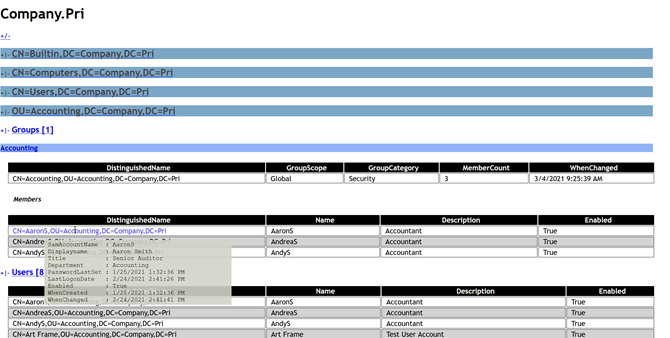 Company.Pri
+/-
+|- CN=Builtin,DC=Company,DC=Pri
+|- CN=Computers,DC=Company,DC=Pri
+|- CN=Users,DC=Company,DC=Pri
+|- OU=Accounting,DC=Company,DC=Pri
+|- Groups [1]
Accounting
DistinguishedName GroupScope GroupCategory MemberCount WhenChanged
CN=Accounting,OU=Accounting,DC=Company,DC=Pri Global Security 3 3/4/2021 9:25:39 AM
Members
DistinguishedName Name Description Enabled
CN=AaronS,OU=Accounting,DC=Company,DC=Pri AaronS Accountant True
CN=Andre AndreaS Accountant True
CN=AndyS AndyS Accountant True
SamAccountName : AaronS
Displayname : Aaron Smith
Title : Senior Auditor
Department : Accounting
PasswordLastSet : 1/25/2021 1:32:36 PM
LastLogonDate : 2/24/2021 2:41:26 PM
Enabled : True
WhenCreated : 1/25/2021 1:32:36 PM
WhenChanged : 2/24/2021 2:41:41 PM
+|- Users [8
Name Description Enabled
CN=Aaron AaronS Accountant True
CN=AndreaS,OU=Accounting,DC=Company,DC=Pri AndreaS Accountant True
CN=AndyS,OU=Accounting,DC=Company,DC=Pri AndyS Accountant True
CN=Art Frame,OU=Accounting,DC=Company,DC=Pri Art Frame Test User Account True